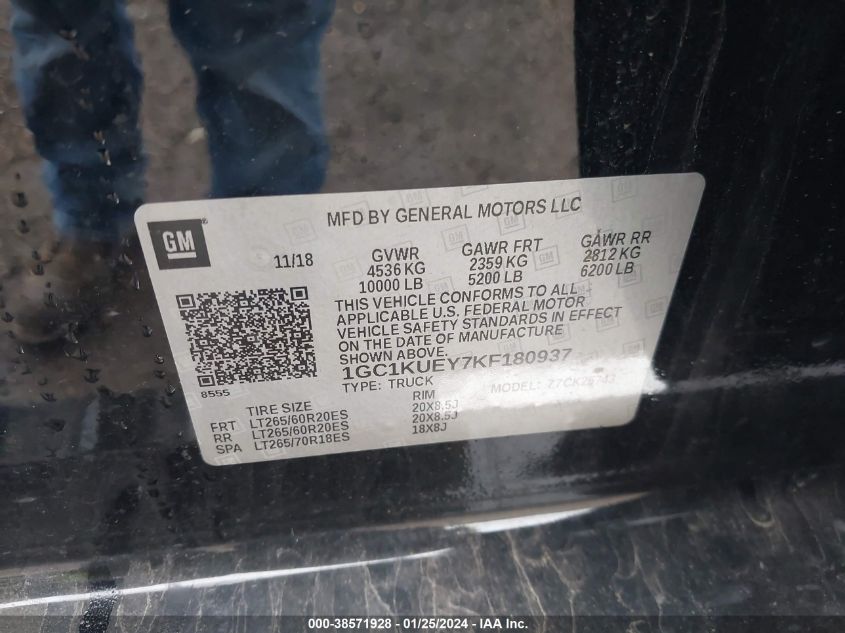 MFD BY GENERAL MOTORS LLC
GM
11/18
GVWR
4536 KG
10000 LB
GAWR FRT
2359 KG
5200 LB
GAWR RR
2812 KG
6200 LB
THIS VEHICLE CONFORMS TO ALL
APPLICABLE U.S. FEDERAL MOTOR
VEHICLE SAFETY STANDARDS IN EFFECT
ON THE DATE OF MANUFACTURE
SHOWN ABOVE.
8555
1GC1KUEY7KF180937
TYPE: TRUCK
MODEL:
TIRE SIZE RIM
FRT LT265/60R20ES 20X8.5J
RR LT265/60R20ES 20X8.5J
SPA LT265/70R18ES 18X8J
000-38571928 - 01/25/2024 - IAAI.com